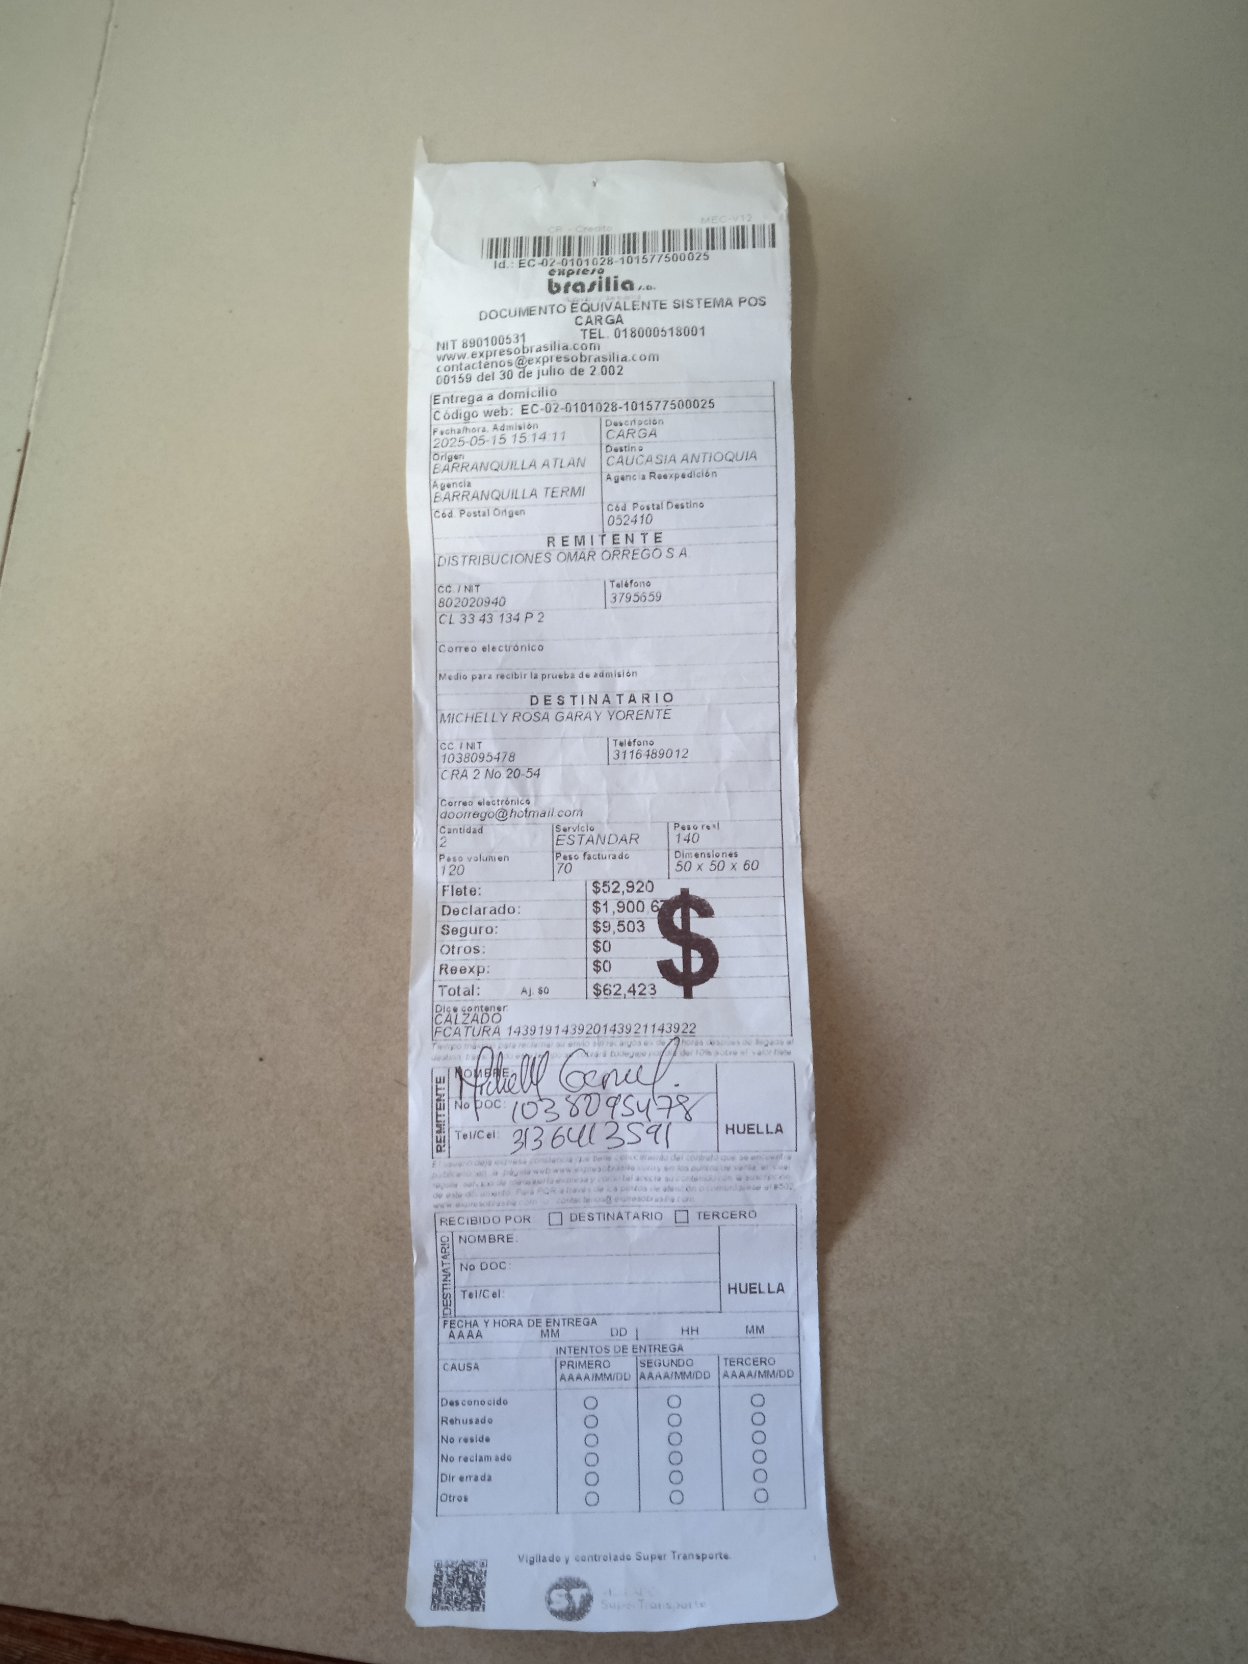 CR - Credito MEC-V12
Id.: EC-02-0101028-101577500025
expreso
brasilia s.a.
DOCUMENTO EQUIVALENTE SISTEMA POS
CARGA
NIT 890100531 TEL. 018000518001
www.expresobrasilia.com
contactenos@expresobrasilia.com
00159 del 30 de julio de 2.002
Entrega a domicilio
Código web: EC-02-0101028-101577500025
Fecha/hora. Admisión Descripción
2025-05-15 15:14:11 CARGA
Origen Destino
BARRANQUILLA ATLAN CAUCASIA ANTIOQUIA
Agencia Agencia Reexpedición
BARRANQUILLA TERMI
Cód. Postal Origen Cód. Postal Destino
052410
REMITENTE
DISTRIBUCIONES OMAR ORREGO S A
CC. / NIT Teléfono
802020940 3795659
CL 33 43 134 P 2
Correo electrónico
Medio para recibir la prueba de admisión
DESTINATARIO
MICHELLY ROSA GARAY YORENTE
CC. / NIT Teléfono
1038095478 3116489012
CRA 2 No 20-54
Correo electrónico
doorrego@hotmail.com
Cantidad Servicio Peso real
2 ESTANDAR 140
Peso volumen Peso facturado Dimensiones
120 70 50 x 50 x 60
Flete: $52,920
Declarado: $1,900,6
Seguro: $9,503
Otros: $0
Reexp: $0
$
Total: Aj. $0 $62,423
Dice contener:
CALZADO
FCATURA 143919143920143921143922
REMITENTE
NOMBRE:
No DOC: 1038095478
Tel/Cel: 3136413591
HUELLA
RECIBIDO POR DESTINATARIO TERCERO
DESTINATARIO
NOMBRE:
No DOC:
Tel/Cel:
HUELLA
FECHA Y HORA DE ENTREGA
AAAA MM DD | HH MM
INTENTOS DE ENTREGA
CAUSA PRIMERO SEGUNDO TERCERO
AAAA/MM/DD AAAA/MM/DD AAAA/MM/DD
Desconocido
Rehusado
No reside
No reclamado
Dir errada
Otros
Vigilado y controlado Super Transporte.
ST
SuperTransporte